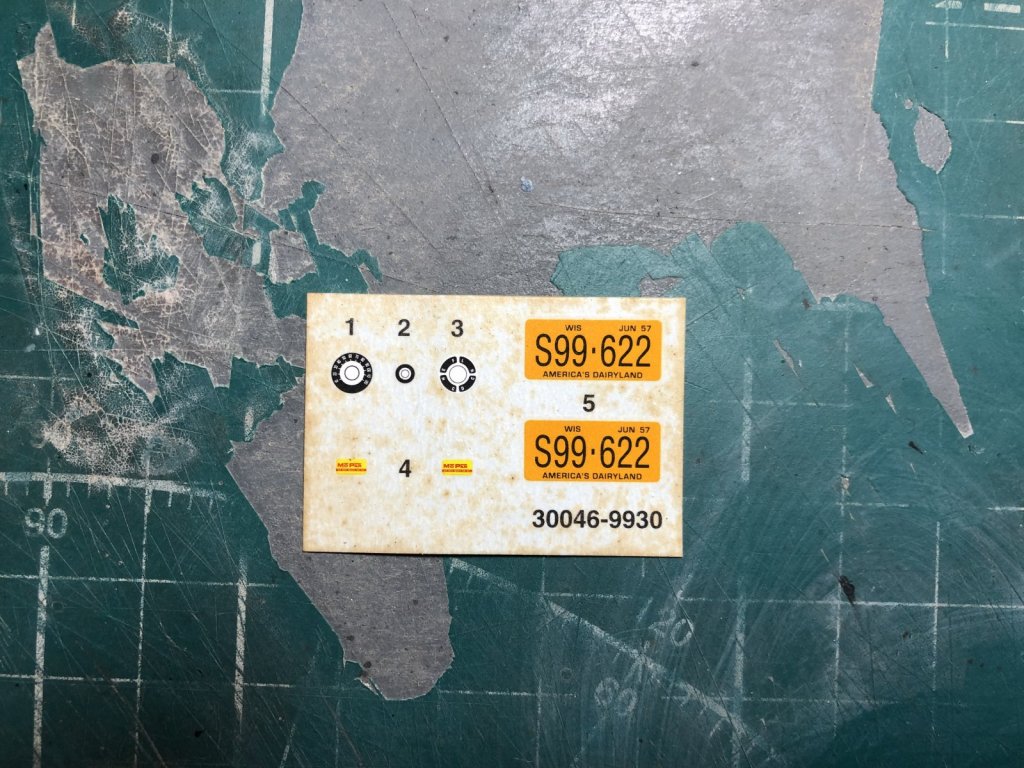 1 2 3
WIS JUN 57
S99·622
AMERICA'S DAIRYLAND
5
WIS JUN 57
S99·622
AMERICA'S DAIRYLAND
4
30046-9930
90